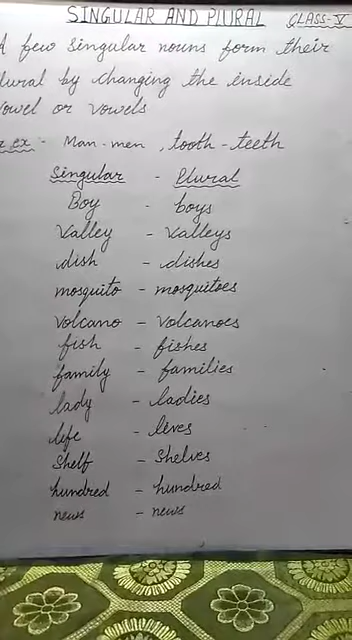 SINGULAR AND PLURAL CLASS-V
A few singular nouns form their
plural by changing the inside
vowel or vowels
ex:- Man-men, tooth-teeth
Singular - Plural
Boy - boys
Valley - Valleys
dish - dishes
mosquito - mosquitoes
volcano - volcanoes
fish - fishes
family - families
lady - ladies
life - lives
Shelf - Shelves
hundred - hundred
news - news